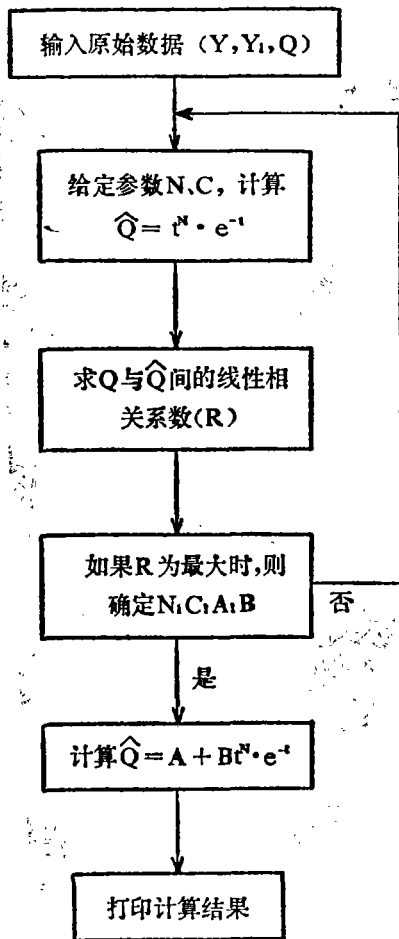 输入原始数据 (Y,Y₁,Q)
给定参数N、C, 计算
Q̂ = tᴺ · e⁻ᵗ
求Q与Q̂间的线性相
关系数(R)
如果R为最大时,则
确定N₁C₁A₁B
否
是
计算Q̂ = A + Btᴺ · e⁻ᵗ
打印计算结果